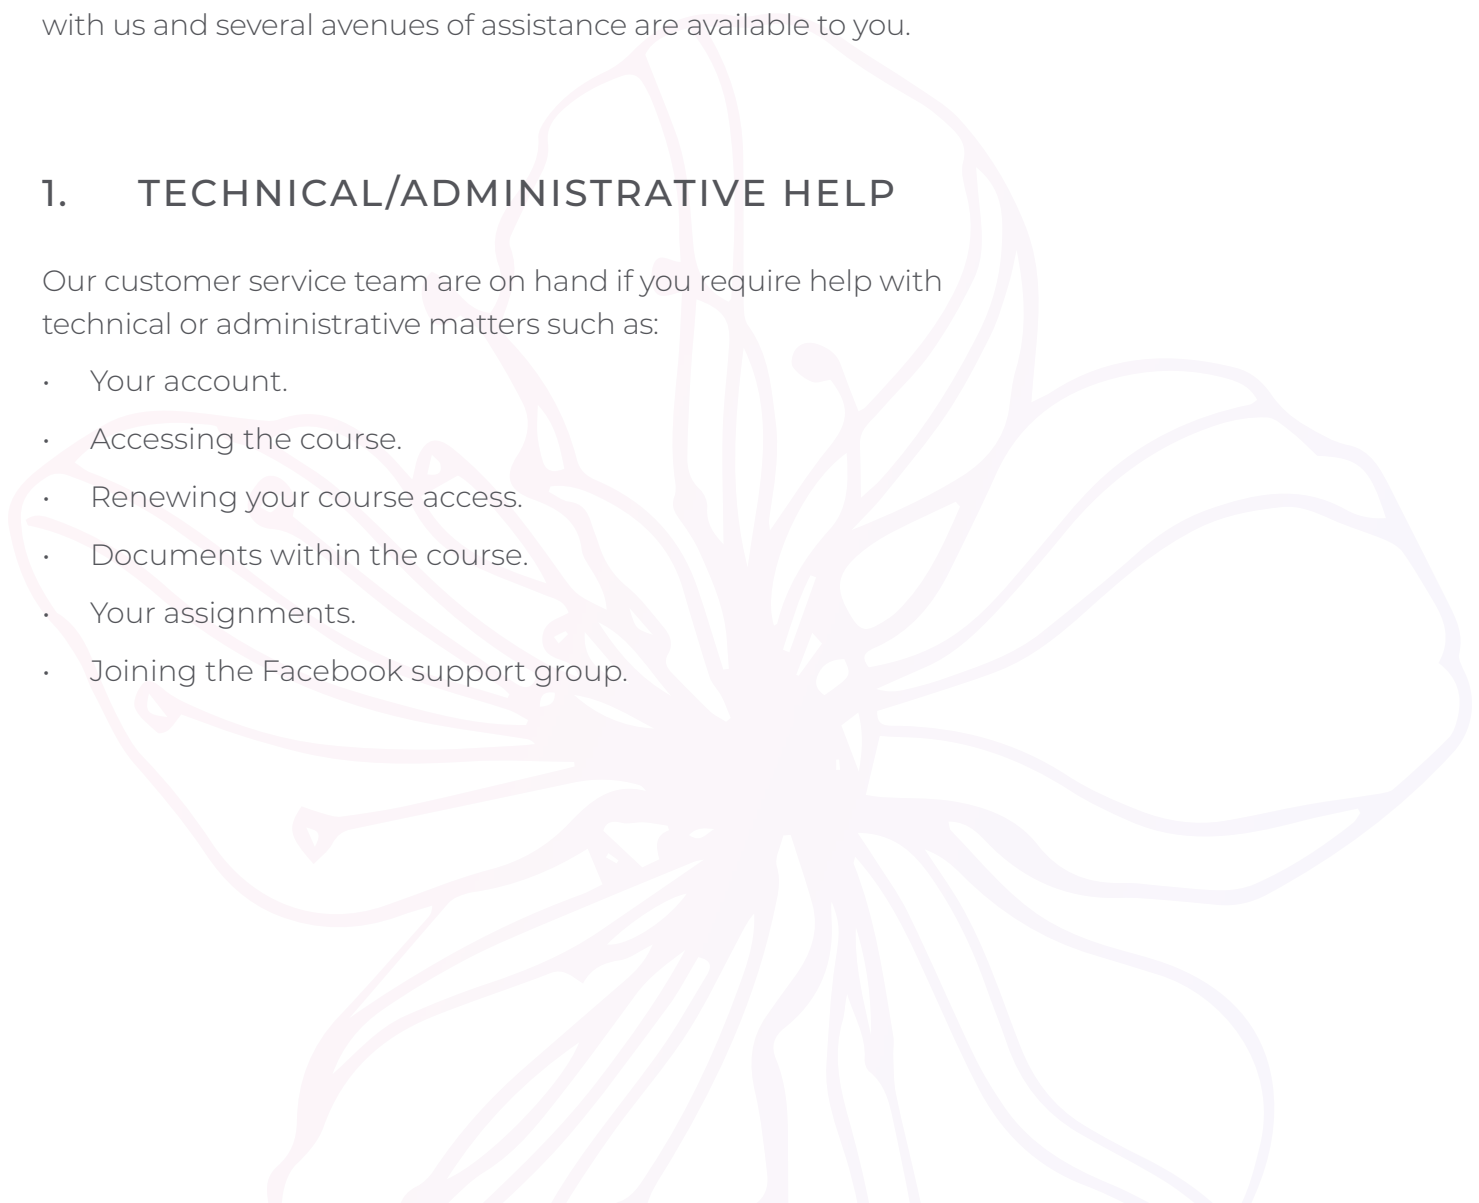 with us and several avenues of assistance are available to you.
1. TECHNICAL/ADMINISTRATIVE HELP
Our customer service team are on hand if you require help with
technical or administrative matters such as:
• Your account.
• Accessing the course.
• Renewing your course access.
• Documents within the course.
• Your assignments.
• Joining the Facebook support group.